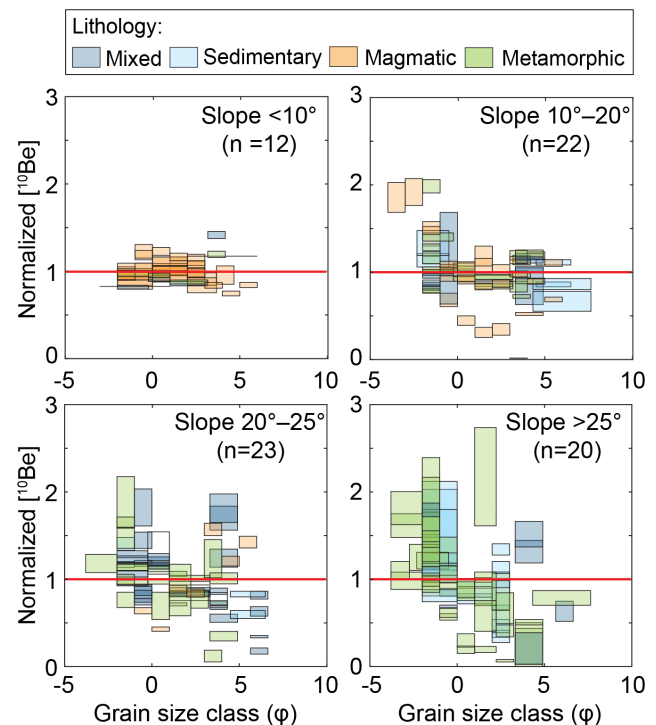 Lithology:
Mixed Sedimentary Magmatic Metamorphic
Slope <10°
(n =12)
Normalized [¹⁰Be]
3
2
1
0
-5 0 5 10
Slope 10°–20°
(n=22)
3
2
1
0
-5 0 5 10
Slope 20°–25°
(n=23)
Normalized [¹⁰Be]
3
2
1
0
-5 0 5 10
Grain size class (φ)
Slope >25°
(n=20)
3
2
1
0
-5 0 5 10
Grain size class (φ)